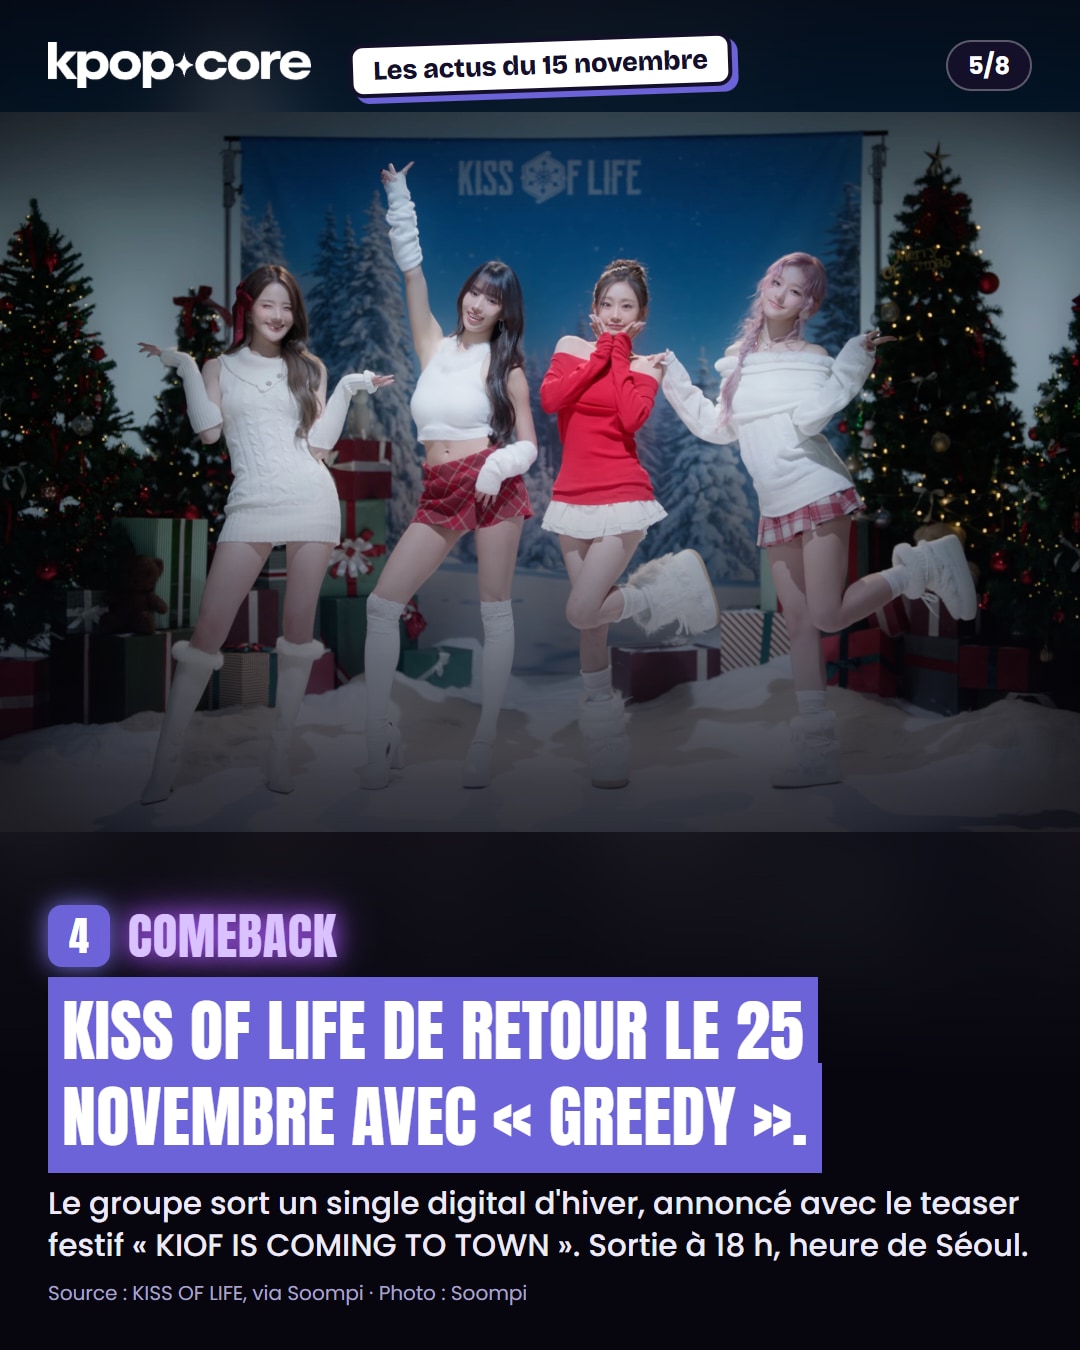 kpop✦core
Les actus du 15 novembre
5/8
KISS OF LIFE
Merry Christmas
4
COMEBACK
KISS OF LIFE DE RETOUR LE 25
NOVEMBRE AVEC « GREEDY ».
Le groupe sort un single digital d'hiver, annoncé avec le teaser
festif « KIOF IS COMING TO TOWN ». Sortie à 18 h, heure de Séoul.
Source : KISS OF LIFE, via Soompi · Photo : Soompi